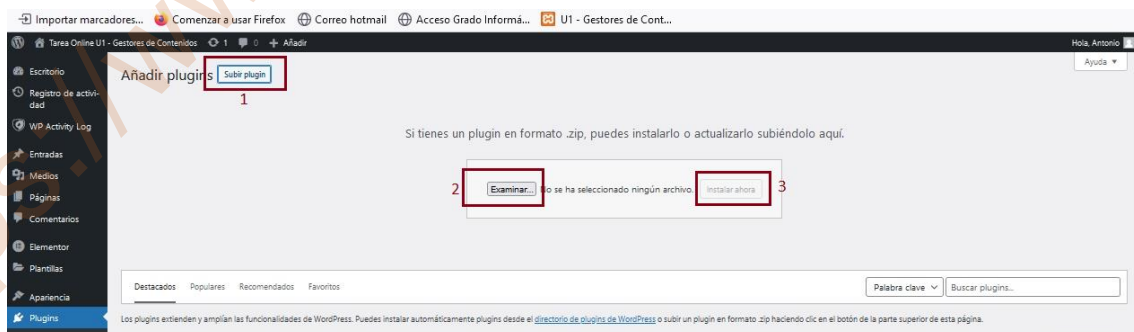 Importar marcadores... Comenzar a usar Firefox Correo hotmail Acceso Grado Informá... U1 - Gestores de Cont...
Tarea Online U1 - Gestores de Contenidos 1 0 + Añadir Hola, Antonio
Ayuda
Escritorio
Registro de activi-
dad
WP Activity Log
Entradas
Medios
Páginas
Comentarios
Elementor
Plantillas
Apariencia
Plugins
Añadir plugins Subir plugin
1
Si tienes un plugin en formato .zip, puedes instalarlo o actualizarlo subiéndolo aquí.
2 Examinar... No se ha seleccionado ningún archivo. Instalar ahora 3
Destacados Populares Recomendados Favoritos Palabra clave Buscar plugins...
Los plugins extienden y amplían las funcionalidades de WordPress. Puedes instalar automáticamente plugins desde el directorio de plugins de WordPress o subir un plugin en formato .zip haciendo clic en el botón de la parte superior de esta página.